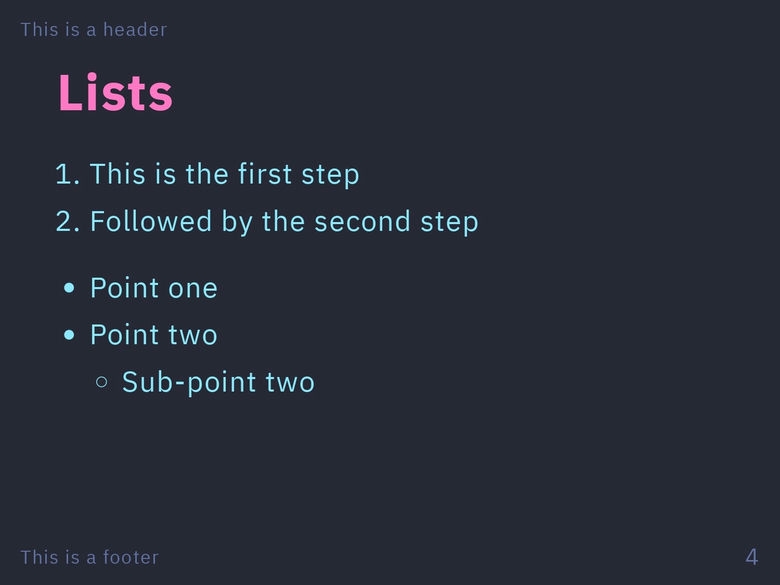 This is a header
Lists
1. This is the first step
2. Followed by the second step
• Point one
• Point two
○ Sub-point two
This is a footer
4